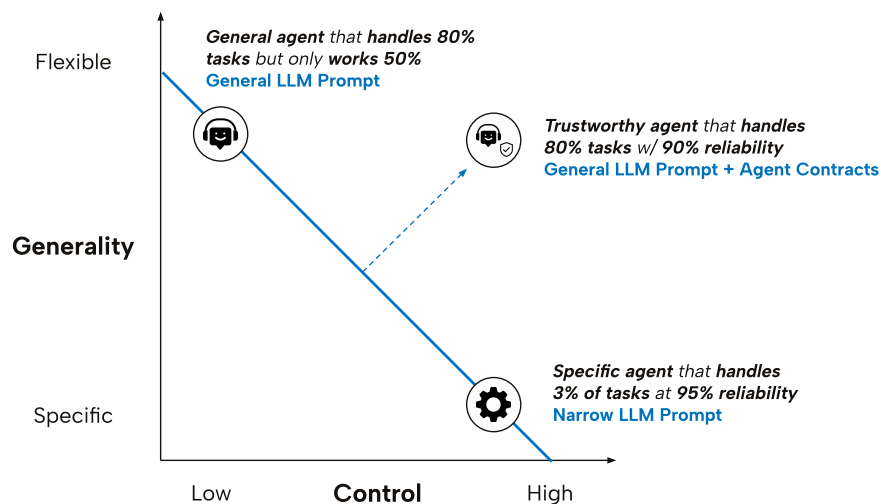 Flexible
General agent that handles 80%
tasks but only works 50%
General LLM Prompt
Trustworthy agent that handles
80% tasks w/ 90% reliability
General LLM Prompt + Agent Contracts
Generality
Specific agent that handles
3% of tasks at 95% reliability
Narrow LLM Prompt
Specific
Low
Control
High